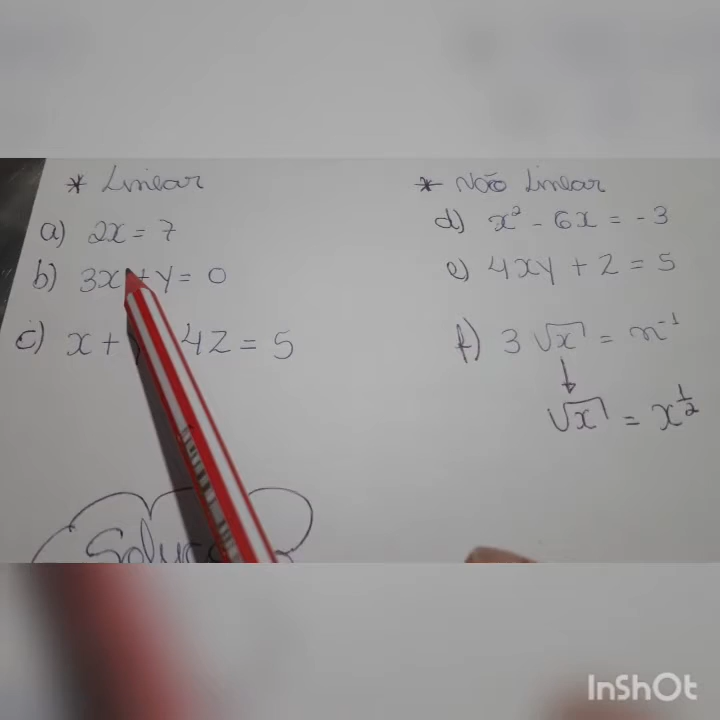 * Linear
a) 2x = 7
b) 3x + y = 0
c) x + 4z = 5
* Não Linear
d) x² - 6x = -3
e) 4xy + z = 5
f) 3 √x = n⁻¹
↓
√x = x^(1/2)
InShOt